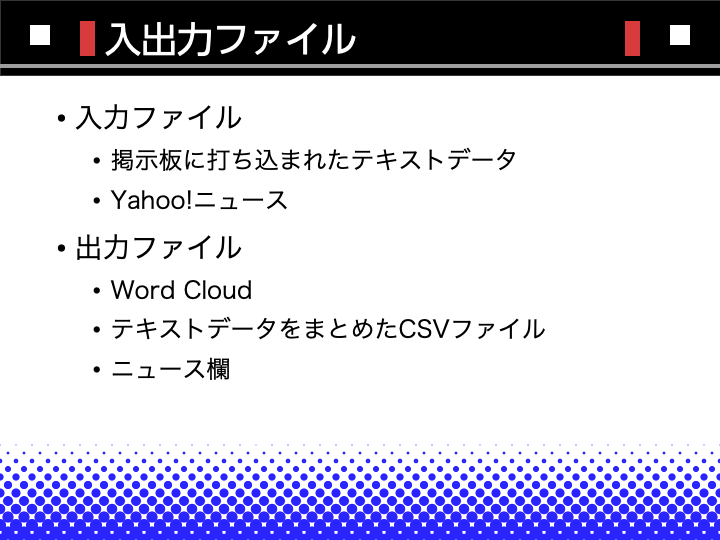 入出力ファイル
• 入力ファイル
• 掲示板に打ち込まれたテキストデータ
• Yahoo!ニュース
• 出力ファイル
• Word Cloud
• テキストデータをまとめたCSVファイル
• ニュース欄